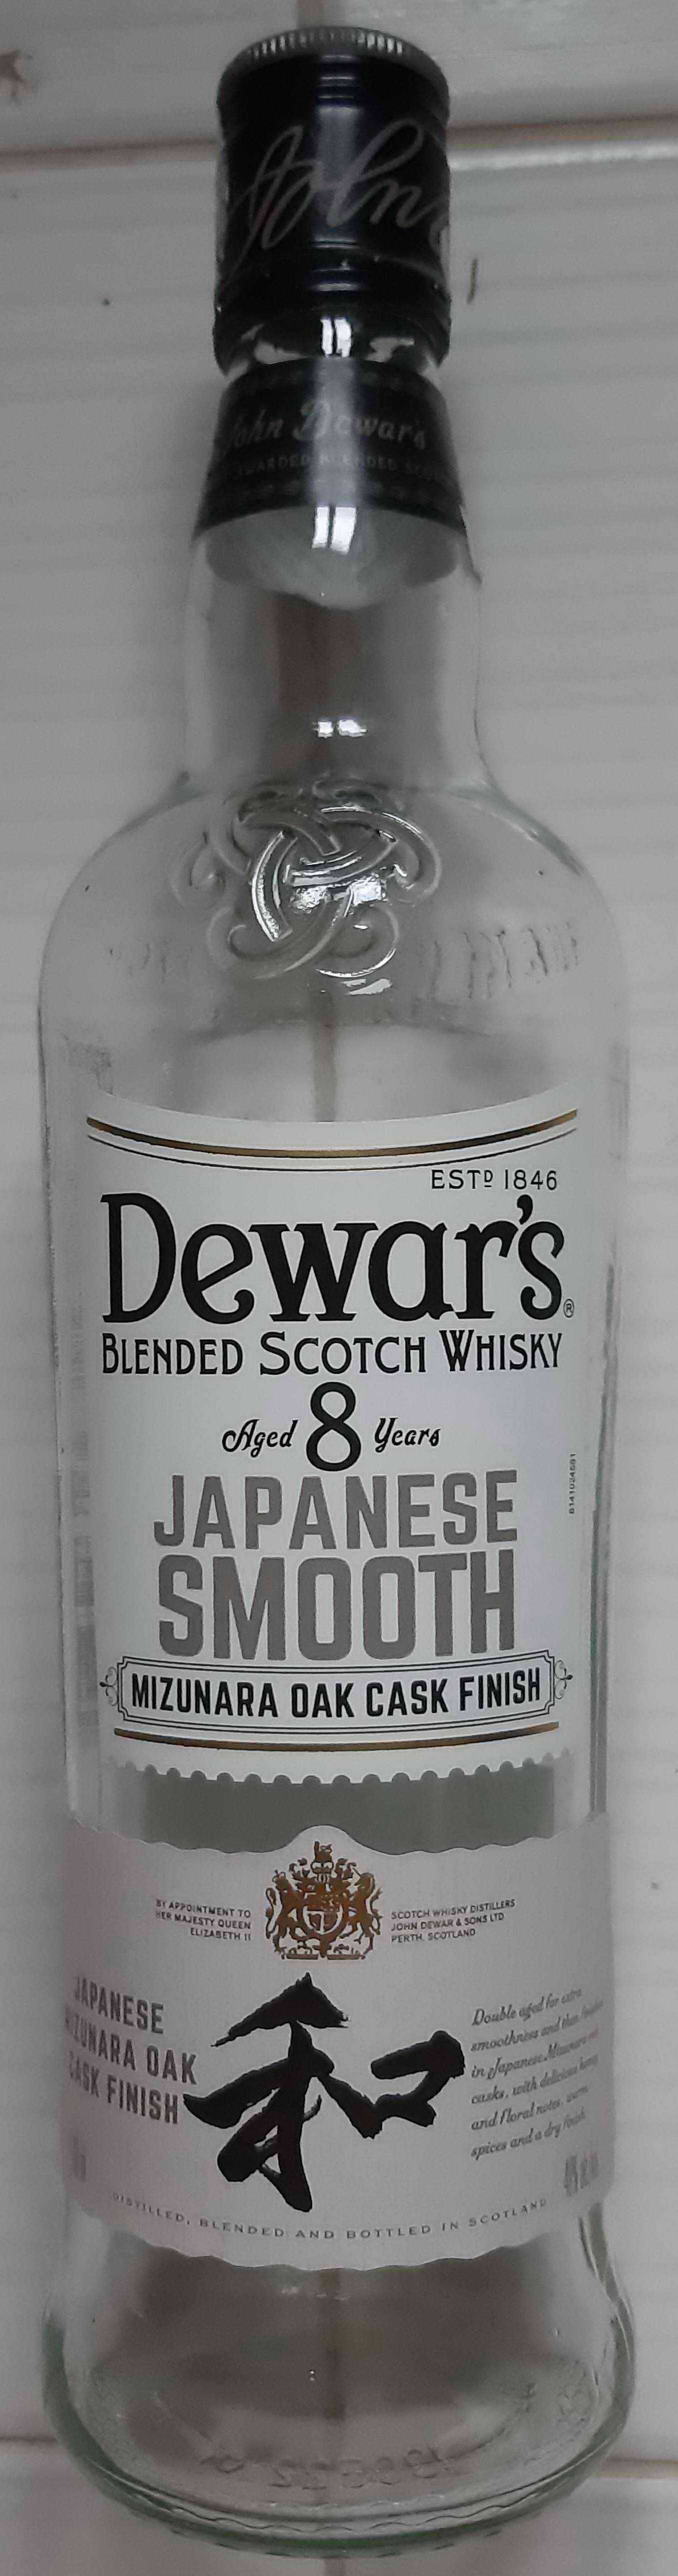 John
John Dewar's
AWARDED BLENDED
ESTD 1846
Dewar's®
BLENDED SCOTCH WHISKY
Aged 8 Years
JAPANESE
SMOOTH
MIZUNARA OAK CASK FINISH
BY APPOINTMENT TO
HER MAJESTY QUEEN
ELIZABETH II
SCOTCH WHISKY DISTILLERS
JOHN DEWAR & SONS LTD
PERTH, SCOTLAND
JAPANESE
MIZUNARA OAK
CASK FINISH
和
Double aged for extra
smoothness and then finished
in Japanese Mizunara oak
casks, with delicious honey
and floral notes, warm
spices and a dry finish.
DISTILLED, BLENDED AND BOTTLED IN SCOTLAND